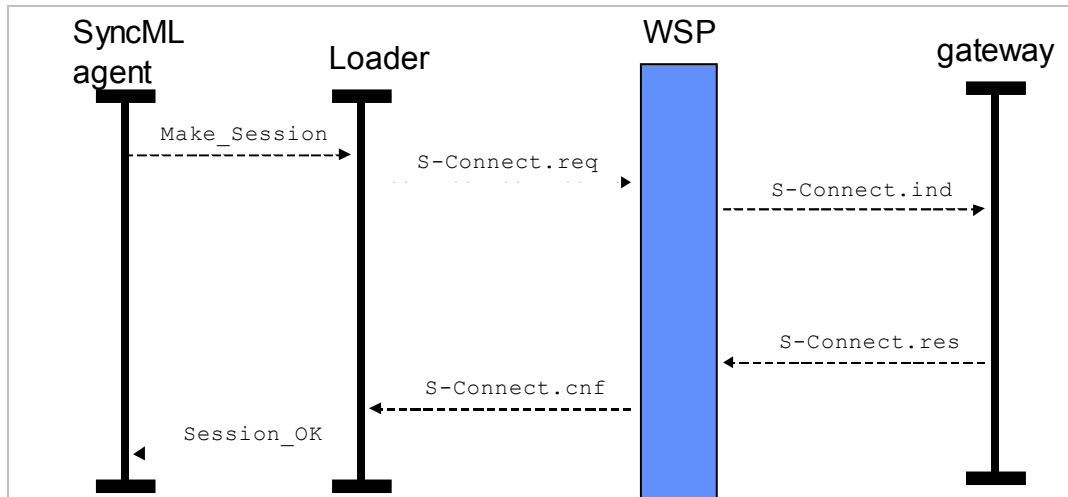 SyncML
agent
Loader
WSP
gateway
Make_Session
S-Connect.req
S-Connect.ind
S-Connect.res
S-Connect.cnf
Session_OK